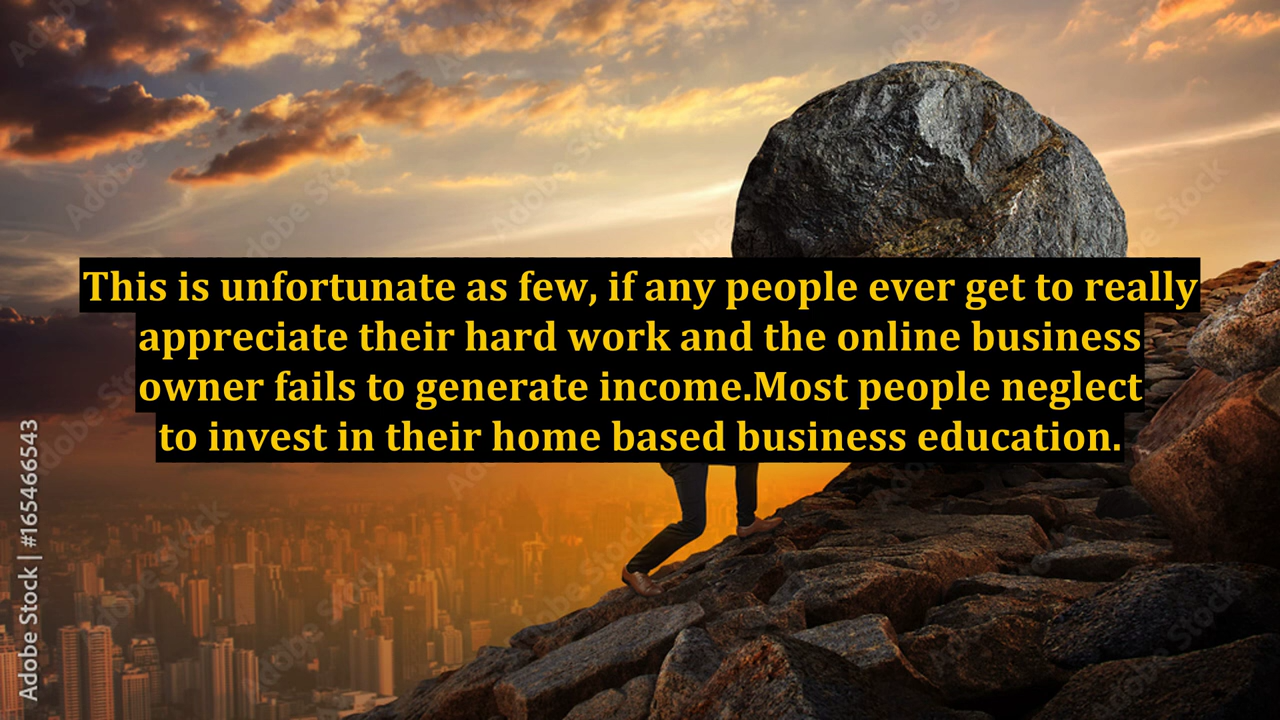 This is unfortunate as few, if any people ever get to really
appreciate their hard work and the online business
owner fails to generate income.Most people neglect
to invest in their home based business education.
Adobe Stock | #165466543
Adobe Stock